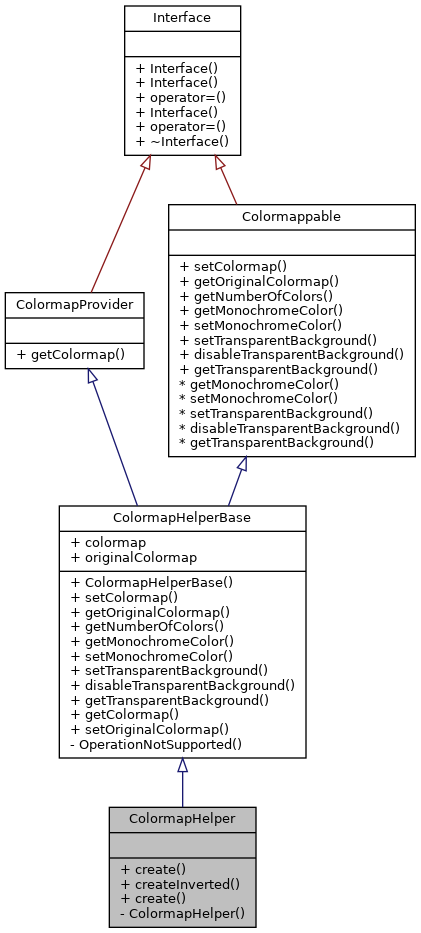 Interface
+ Interface()
+ Interface()
+ operator=()
+ Interface()
+ operator=()
+ ~Interface()
Colormappable
+ setColormap()
+ getOriginalColormap()
+ getNumberOfColors()
+ getMonochromeColor()
+ setMonochromeColor()
+ setTransparentBackground()
+ disableTransparentBackground()
+ getTransparentBackground()
* getMonochromeColor()
* setMonochromeColor()
* setTransparentBackground()
* disableTransparentBackground()
* getTransparentBackground()
ColormapProvider
+ getColormap()
ColormapHelperBase
+ colormap
+ originalColormap
+ ColormapHelperBase()
+ setColormap()
+ getOriginalColormap()
+ getNumberOfColors()
+ getMonochromeColor()
+ setMonochromeColor()
+ setTransparentBackground()
+ disableTransparentBackground()
+ getTransparentBackground()
+ getColormap()
+ setOriginalColormap()
- OperationNotSupported()
ColormapHelper
+ create()
+ createInverted()
+ create()
- ColormapHelper()